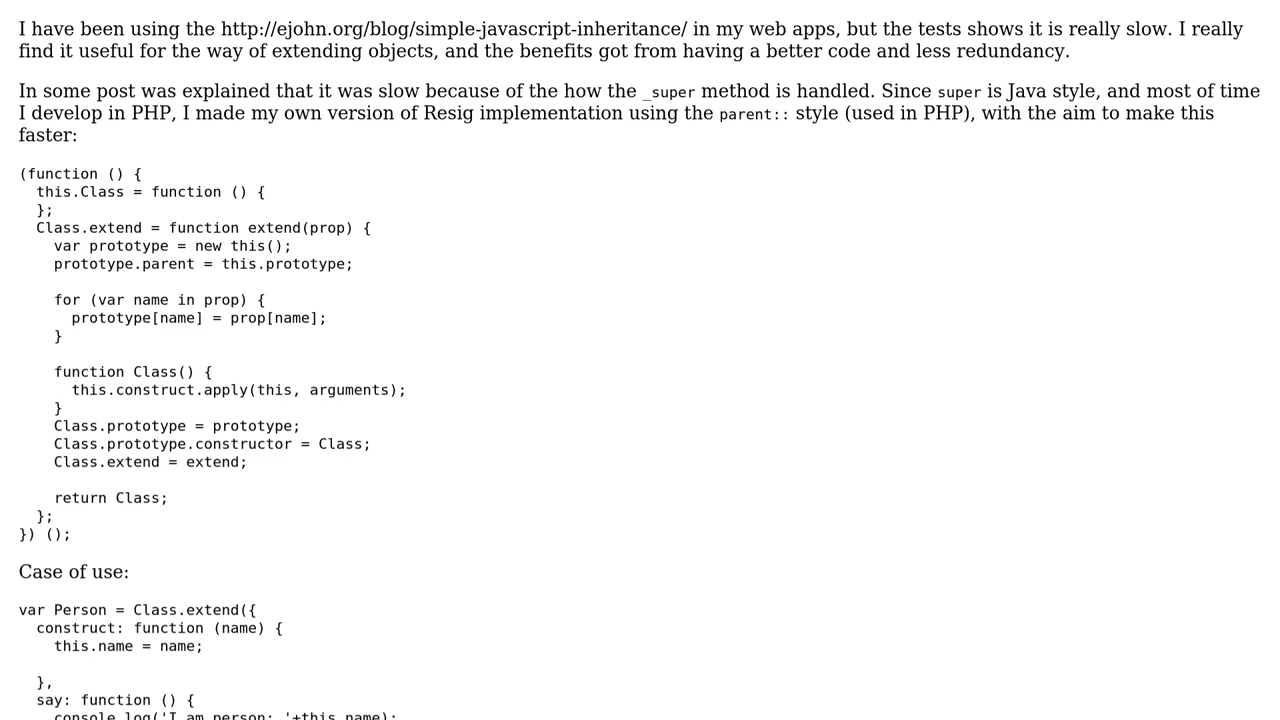 I have been using the http://ejohn.org/blog/simple-javascript-inheritance/ in my web apps, but the tests shows it is really slow. I really
find it useful for the way of extending objects, and the benefits got from having a better code and less redundancy.
In some post was explained that it was slow because of the how the _super method is handled. Since super is Java style, and most of time
I develop in PHP, I made my own version of Resig implementation using the parent:: style (used in PHP), with the aim to make this
faster:
(function () {
  this.Class = function () {
  };
  Class.extend = function extend(prop) {
    var prototype = new this();
    prototype.parent = this.prototype;

    for (var name in prop) {
      prototype[name] = prop[name];
    }

    function Class() {
      this.construct.apply(this, arguments);
    }
    Class.prototype = prototype;
    Class.prototype.constructor = Class;
    Class.extend = extend;

    return Class;
  };
}) ();
Case of use:
var Person = Class.extend({
  construct: function (name) {
    this.name = name;

  },
  say: function () {
    console.log('I am person: '+this.name);